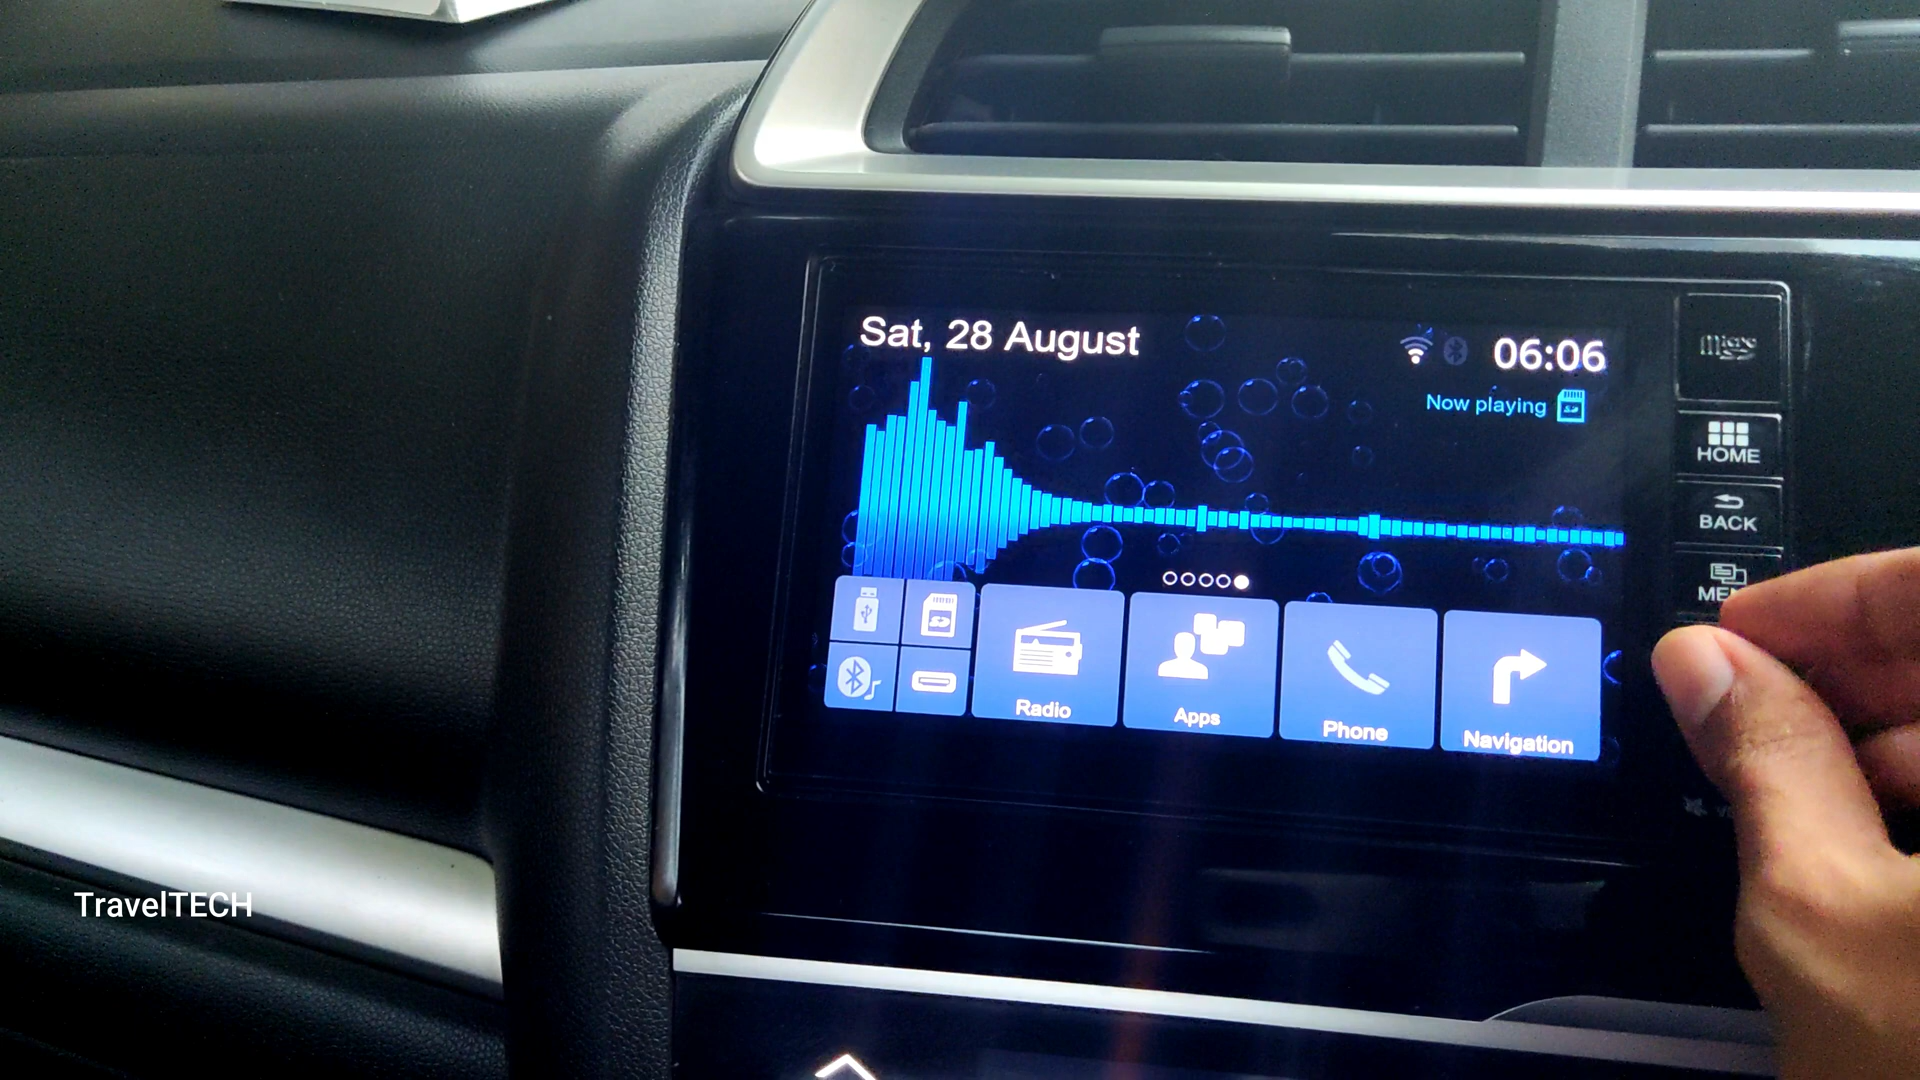 Sat, 28 August
06:06
Now playing
Radio
Apps
Phone
Navigation
HOME
BACK
TravelTECH